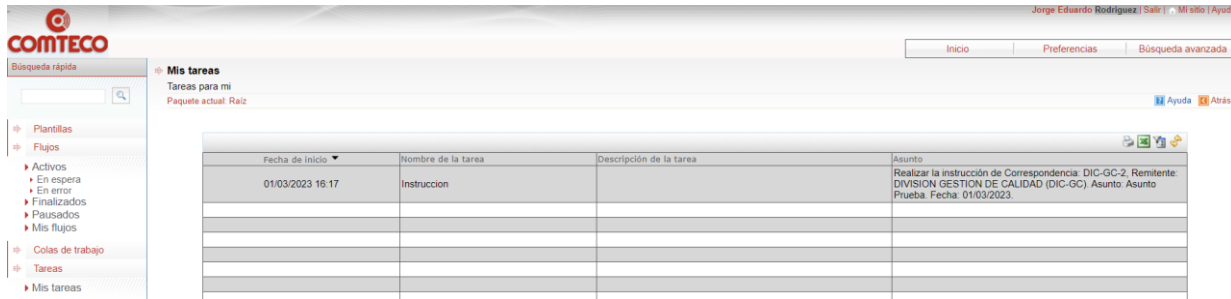 Jorge Eduardo Rodriguez | Salir | Mi sitio | Ayud
COMTECO
Inicio | Preferencias | Búsqueda avanzada
Búsqueda rápida
Mis tareas
Tareas para mi
Paquete actual: Raíz
Ayuda Atrás
Plantillas
Flujos
Activos
En espera
En error
Finalizados
Pausados
Mis flujos
Colas de trabajo
Tareas
Mis tareas
Fecha de inicio Nombre de la tarea Descripción de la tarea Asunto
01/03/2023 16:17 Instruccion
Realizar la instrucción de Correspondencia: DIC-GC-2, Remitente:
DIVISION GESTION DE CALIDAD (DIC-GC). Asunto: Asunto
Prueba. Fecha: 01/03/2023.